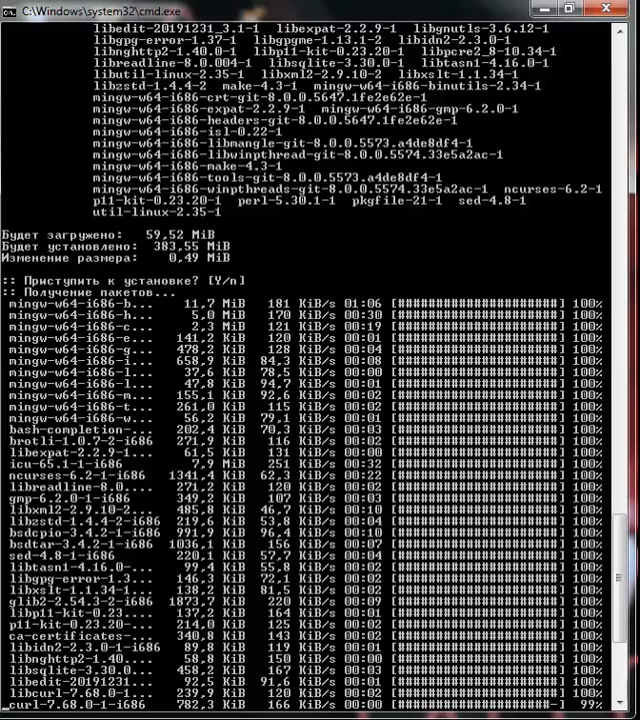 C:\Windows\system32\cmd.exe
libedit-20191231_3.1-1 libexpat-2.2.9-1 libgnutls-3.6.12-1
libgpg-error-1.37-1 libgpgme-1.13.1-2 libidn2-2.3.0-1
libnghttp2-1.40.0-1 libp11-kit-0.23.20-1 libpcre2_8-10.34-1
libreadline-8.0.004-1 libsqlite-3.30.0-1 libtasn1-4.16.0-1
libutil-linux-2.35-1 libxml2-2.9.10-2 libxslt-1.1.34-1
libzstd-1.4.4-2 make-4.3-1 mingw-w64-i686-binutils-2.34-1
mingw-w64-i686-crt-git-8.0.0.5647.1fe2e62e-1
mingw-w64-i686-expat-2.2.9-1 mingw-w64-i686-gmp-6.2.0-1
mingw-w64-i686-headers-git-8.0.0.5647.1fe2e62e-1
mingw-w64-i686-isl-0.22-1
mingw-w64-i686-libmangle-git-8.0.0.5573.a4de8df4-1
mingw-w64-i686-libwinpthread-git-8.0.0.5574.33e5a2ac-1
mingw-w64-i686-make-4.3-1
mingw-w64-i686-tools-git-8.0.0.5573.a4de8df4-1
mingw-w64-i686-winpthreads-git-8.0.0.5574.33e5a2ac-1 ncurses-6.2-1
p11-kit-0.23.20-1 perl-5.30.1-1 pkgfile-21-1 sed-4.8-1
util-linux-2.35-1
Будет загружено: 59,52 MiB
Будет установлено: 383,55 MiB
Изменение размера: 0,49 MiB
:: Приступить к установке? [Y/n]
:: Получение пакетов...
mingw-w64-i686-b... 11,7 MiB 181 KiB/s 01:06 [######################] 100%
mingw-w64-i686-h... 5,0 MiB 170 KiB/s 00:30 [######################] 100%
mingw-w64-i686-c... 2,3 MiB 121 KiB/s 00:19 [######################] 100%
mingw-w64-i686-e... 141,2 KiB 120 KiB/s 00:01 [######################] 100%
mingw-w64-i686-g... 478,2 KiB 128 KiB/s 00:04 [######################] 100%
mingw-w64-i686-i... 658,9 KiB 84,3 KiB/s 00:08 [######################] 100%
mingw-w64-i686-l... 37,6 KiB 78,5 KiB/s 00:00 [######################] 100%
mingw-w64-i686-l... 47,8 KiB 94,7 KiB/s 00:01 [######################] 100%
mingw-w64-i686-m... 155,1 KiB 92,6 KiB/s 00:02 [######################] 100%
mingw-w64-i686-t... 261,0 KiB 115 KiB/s 00:02 [######################] 100%
mingw-w64-i686-w... 56,2 KiB 79,1 KiB/s 00:01 [######################] 100%
bash-completion-... 202,4 KiB 70,3 KiB/s 00:03 [######################] 100%
brotli-1.0.7-2-i686 271,9 KiB 116 KiB/s 00:02 [######################] 100%
libexpat-2.2.9-1... 61,5 KiB 131 KiB/s 00:00 [######################] 100%
icu-65.1-1-i686 7,9 MiB 251 KiB/s 00:32 [######################] 100%
ncurses-6.2-1-i686 1341,4 KiB 62,3 KiB/s 00:22 [######################] 100%
libreadline-8.0.... 271,2 KiB 120 KiB/s 00:02 [######################] 100%
gmp-6.2.0-1-i686 349,2 KiB 107 KiB/s 00:03 [######################] 100%
libxml2-2.9.10-2... 485,8 KiB 46,7 KiB/s 00:10 [######################] 100%
libzstd-1.4.4-2-i686 219,6 KiB 53,8 KiB/s 00:04 [######################] 100%
bsdcpio-3.4.2-1-i686 991,9 KiB 96,4 KiB/s 00:10 [######################] 100%
bsdtar-3.4.2-1-i686 1036,1 KiB 156 KiB/s 00:07 [######################] 100%
sed-4.8-1-i686 220,1 KiB 57,7 KiB/s 00:04 [######################] 100%
libtasn1-4.16.0-... 99,4 KiB 55,8 KiB/s 00:02 [######################] 100%
libgpg-error-1.3... 146,3 KiB 72,1 KiB/s 00:02 [######################] 100%
libxslt-1.1.34-1... 138,2 KiB 81,5 KiB/s 00:02 [######################] 100%
glib2-2.54.3-2-i686 1873,7 KiB 220 KiB/s 00:09 [######################] 100%
libp11-kit-0.23.... 137,2 KiB 164 KiB/s 00:01 [######################] 100%
p11-kit-0.23.20-... 214,0 KiB 125 KiB/s 00:02 [######################] 100%
ca-certificates-... 340,8 KiB 143 KiB/s 00:02 [######################] 100%
libidn2-2.3.0-1-i686 89,8 KiB 119 KiB/s 00:01 [######################] 100%
libnghttp2-1.40.... 58,8 KiB 150 KiB/s 00:00 [######################] 100%
libsqlite-3.30.0... 458,2 KiB 167 KiB/s 00:03 [######################] 100%
libedit-20191231... 92,5 KiB 91,6 KiB/s 00:01 [######################] 100%
libcurl-7.68.0-1... 239,9 KiB 120 KiB/s 00:02 [######################] 100%
curl-7.68.0-1-i686 782,3 KiB 166 KiB/s 00:05 [#####################-] 99%